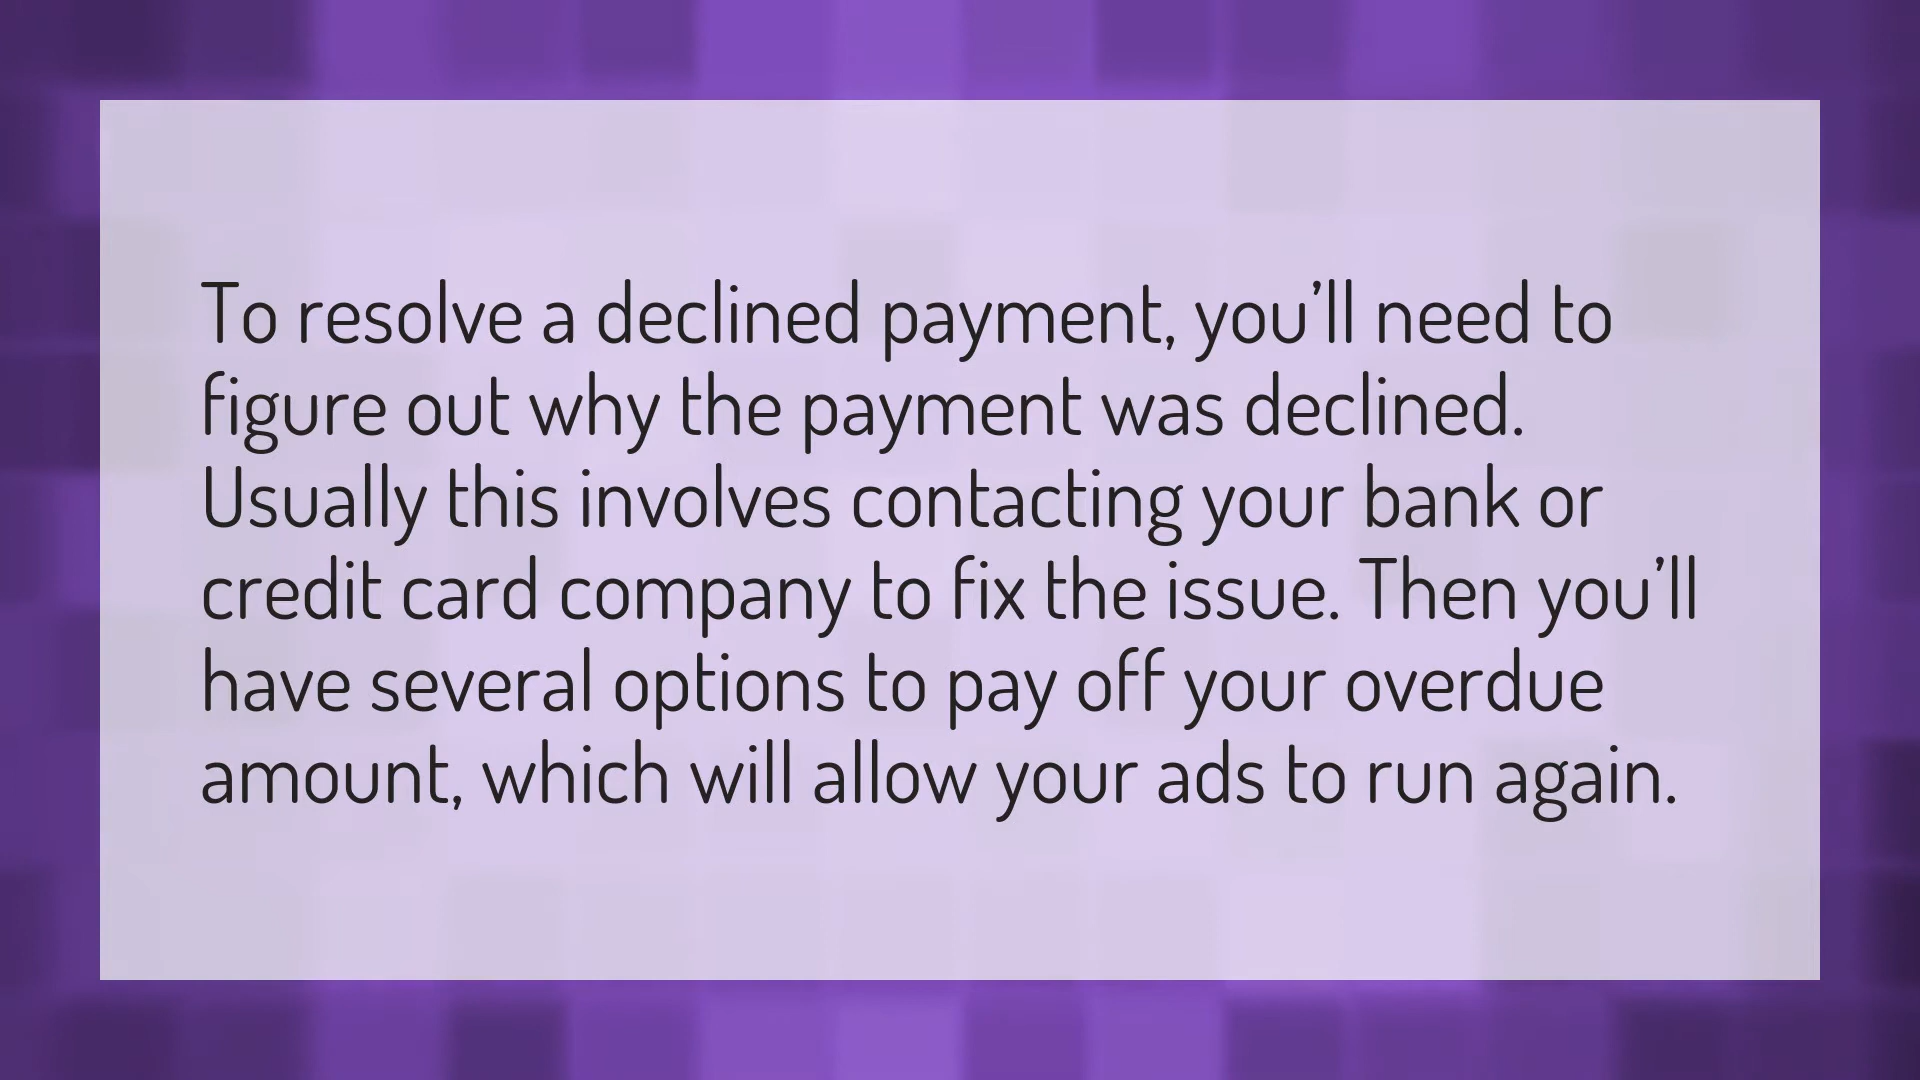 To resolve a declined payment, you’ll need to
figure out why the payment was declined.
Usually this involves contacting your bank or
credit card company to fix the issue. Then you’ll
have several options to pay off your overdue
amount, which will allow your ads to run again.